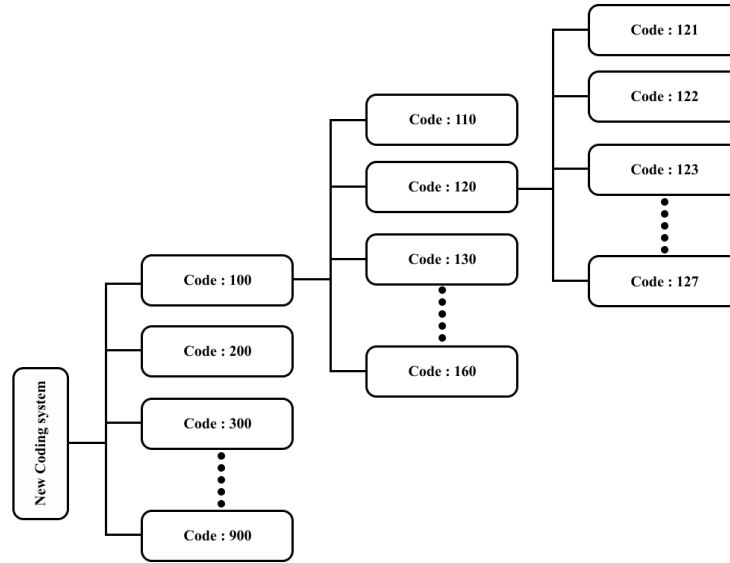 New Coding system
Code : 100
Code : 200
Code : 300
Code : 900
Code : 110
Code : 120
Code : 130
Code : 160
Code : 121
Code : 122
Code : 123
Code : 127